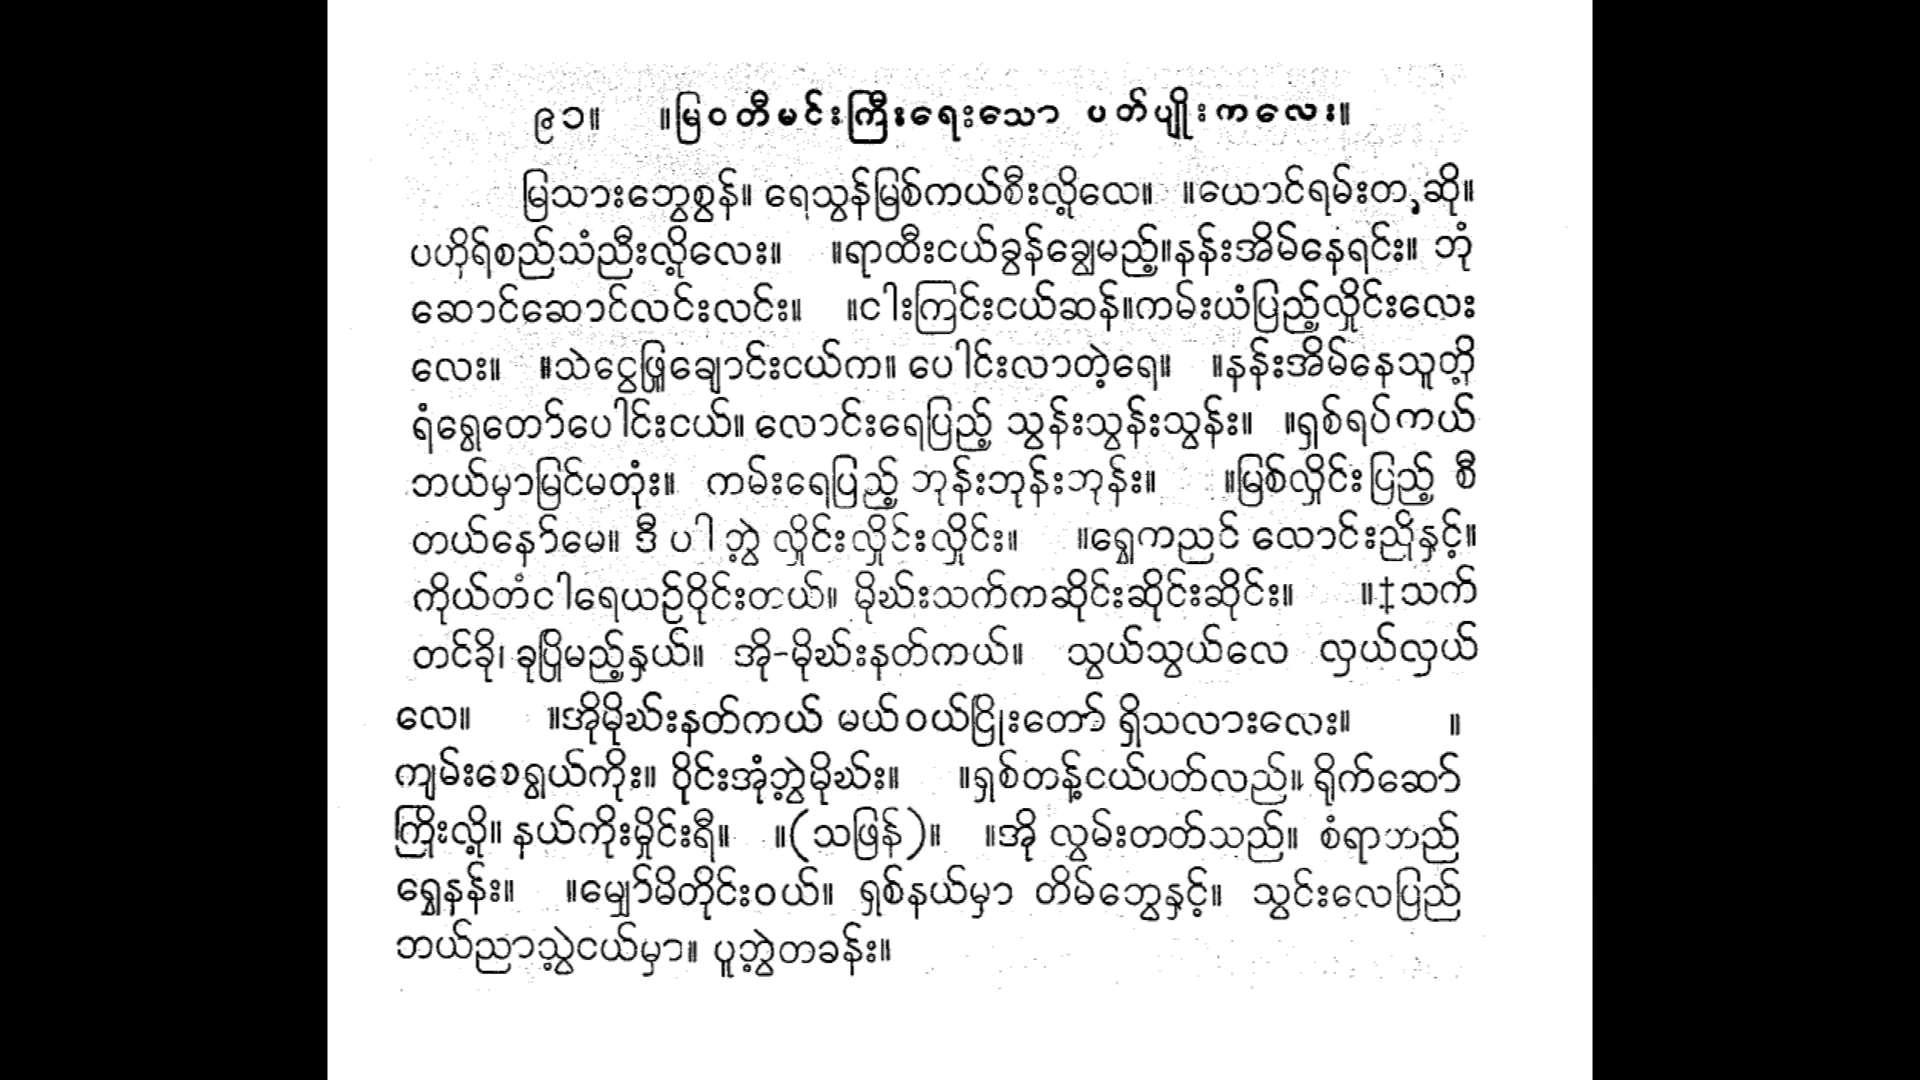 ၉၁။ ။မြဝတီမင်းကြီးရေးသော ပတ်ပျိုးကလေး။
မြသားဘွေစွန်။ ရေသွန်မြစ်ကယ်စီးလို့လေ။ ။ယောင်ရမ်းတ ဆို။
ပဟိုရ်စည်သံညီးလို့လေး။ ။ရာထီးငယ်ခွန်ချွေမည့်။နန်းအိမ်နေရင်း။ ဘုံ
ဆောင်ဆောင်လင်းလင်း။ ။ငါးကြင်းငယ်ဆန်။ကမ်းယံပြည့်လှိုင်းလေး
လေး။ ။သဲငွေဖြူချောင်းငယ်က။ ပေါင်းလာတဲ့ရေ။ ။နန်းအိမ်နေသူတို့
ရံရွှေတော်ပေါင်းငယ်။ လောင်းရေပြည့် သွန်းသွန်းသွန်း။ ။ရှစ်ရပ်ကယ်
ဘယ်မှာမြင်မတုံး။ ကမ်းရေပြည့် ဘုန်းဘုန်းဘုန်း။ ။မြစ်လှိုင်းပြည့် စီ
တယ်နော်မေ။ ဒီ ပါ ဘွဲ့ လှိုင်းလှိုင်းလှိုင်း။ ။ရွှေကညင် လောင်းညိုနှင့်။
ကိုယ်တံငါရေယဉ်ဝိုင်းတယ်။ မိုဃ်းသက်ကဆိုင်းဆိုင်းဆိုင်း။ ။‡သက်
တင်ခို၊ ခုပြိုမည့်နှယ်။ အို-မိုဃ်းနတ်ကယ်။ သွယ်သွယ်လေ လှယ်လှယ်
လေ။ ။အိုမိုဃ်းနတ်ကယ် မယ်ဝယ်ငြိုးတော် ရှိသလားလေး။ ။
ကျမ်းစေရွှယ်ကိုး။ ဝိုင်းအုံ့ဘွဲ့မိုဃ်း။ ။ရှစ်တန့်ငယ်ပတ်လည်။ ရိုက်ဆော်
ကြိုးလို့။ နယ်ကိုးမှိုင်းရီ။ ။(သဖြန်)။ ။အို လွမ်းတတ်သည်။ စံရာဘည်
ရွှေနန်း။ ။မျှော်မိတိုင်းဝယ်။ ရှစ်နယ်မှာ တိမ်ဘွေနှင့်။ သွင်းလေပြည်
ဘယ်ညာသွဲ့ငယ်မှာ။ ပူဘွဲ့တခန်း။